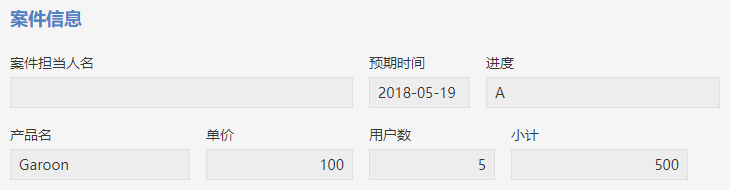 案件信息
案件担当人名 预期时间 进度
2018-05-19 A
产品名 单价 用户数 小计
Garoon 100 5 500